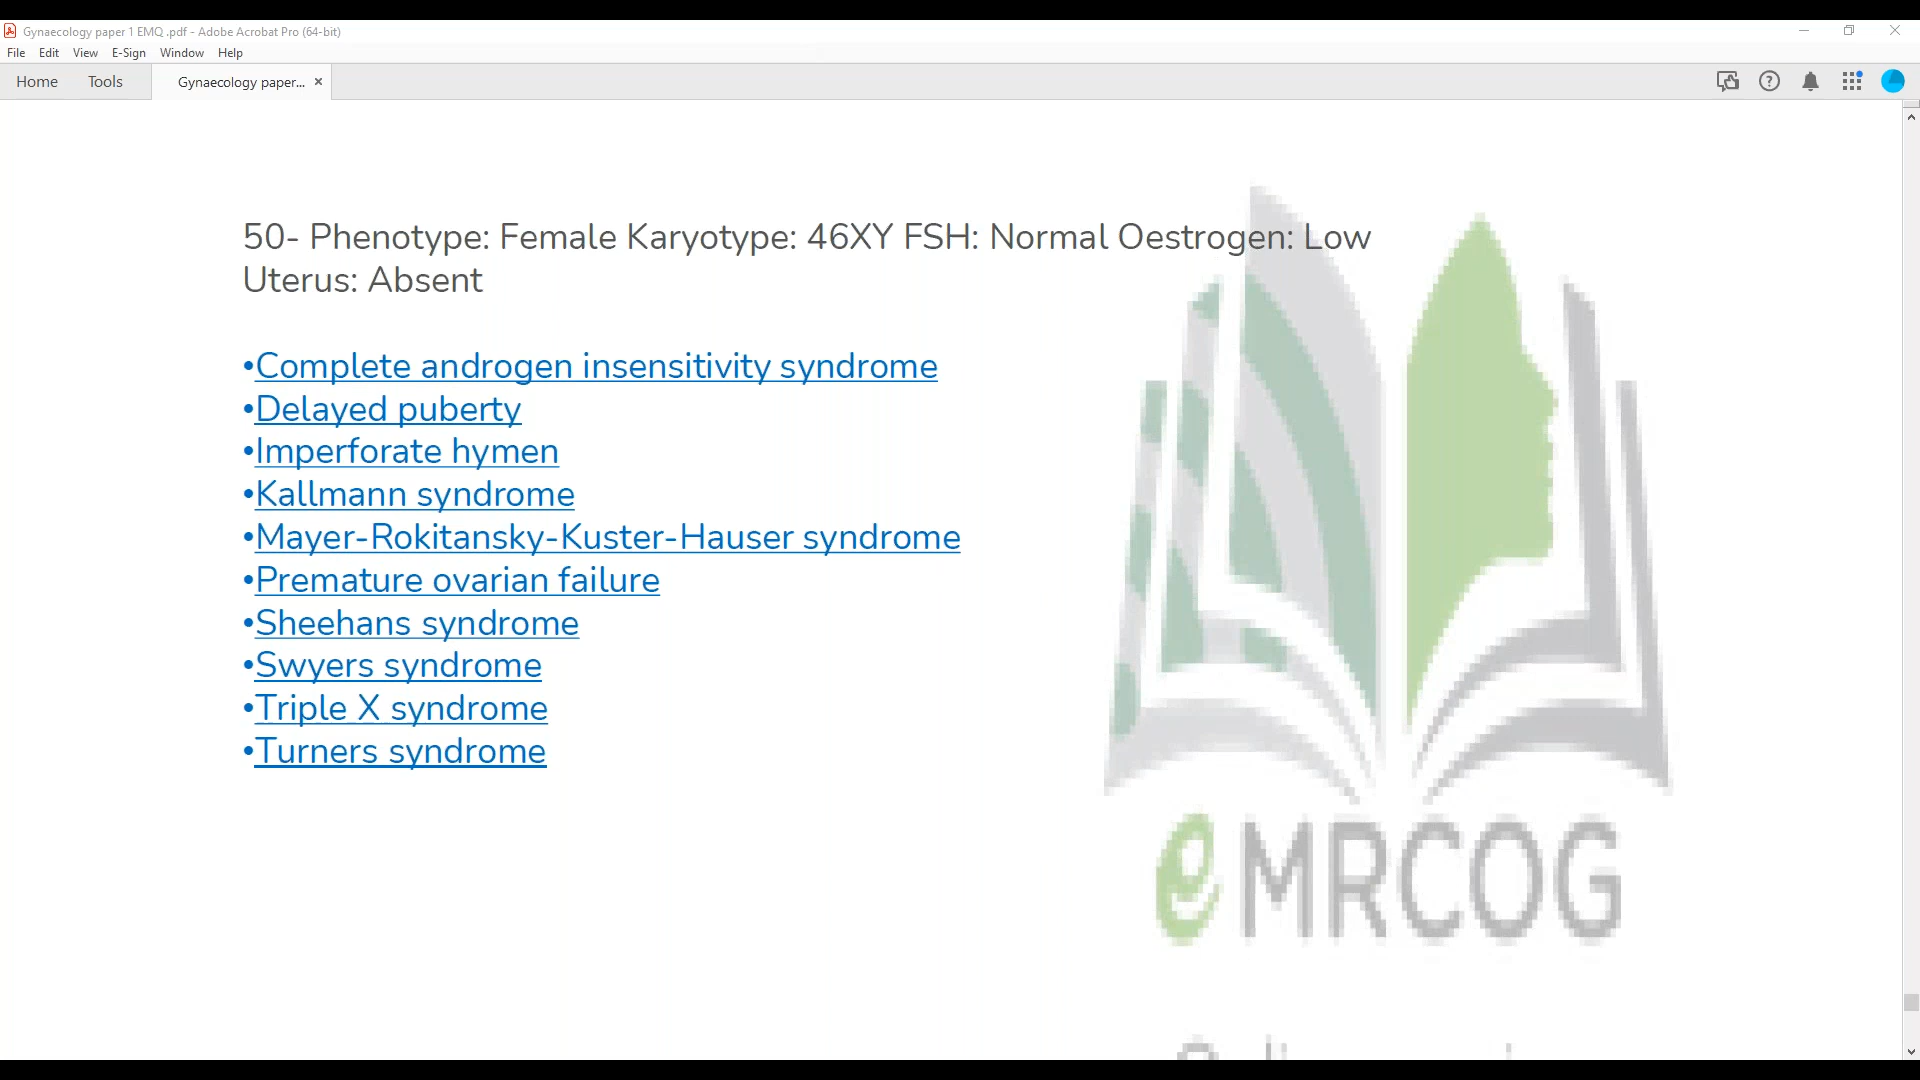 Gynaecology paper 1 EMQ .pdf - Adobe Acrobat Pro (64-bit)
File Edit View E-Sign Window Help
Home Tools Gynaecology paper... ×
50- Phenotype: Female Karyotype: 46XY FSH: Normal Oestrogen: Low
Uterus: Absent
•Complete androgen insensitivity syndrome
•Delayed puberty
•Imperforate hymen
•Kallmann syndrome
•Mayer-Rokitansky-Kuster-Hauser syndrome
•Premature ovarian failure
•Sheehans syndrome
•Swyers syndrome
•Triple X syndrome
•Turners syndrome
eMRCOG